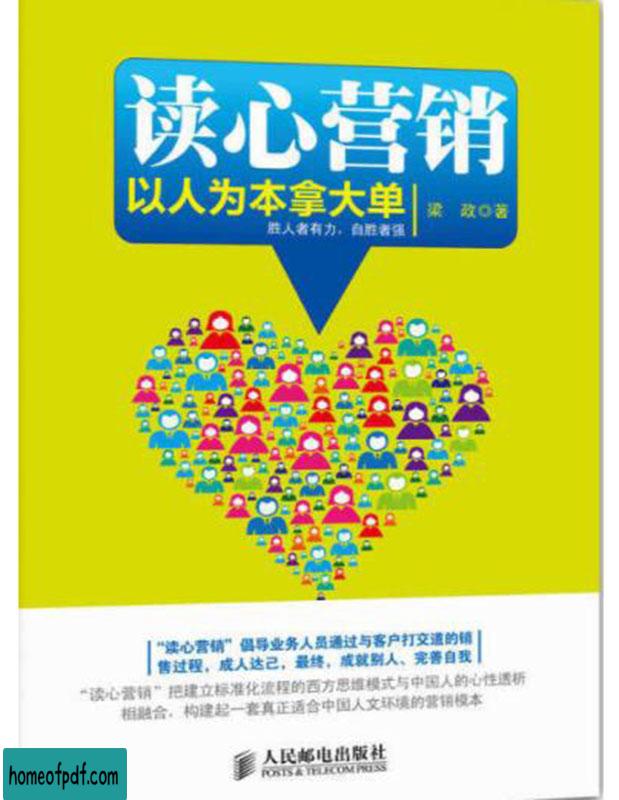 读心营销
以人为本拿大单
梁 政◎著
胜人者有力，自胜者强
“读心营销”倡导业务人员通过与客户打交道的销
售过程，成人达己，最终，成就别人、完善自我
“读心营销”把建立标准化流程的西方思维模式与中国人的心性透析
相融合，构建起一套真正适合中国人文环境的营销模本
人民邮电出版社
POSTS & TELECOM PRESS
homeofpdf.com